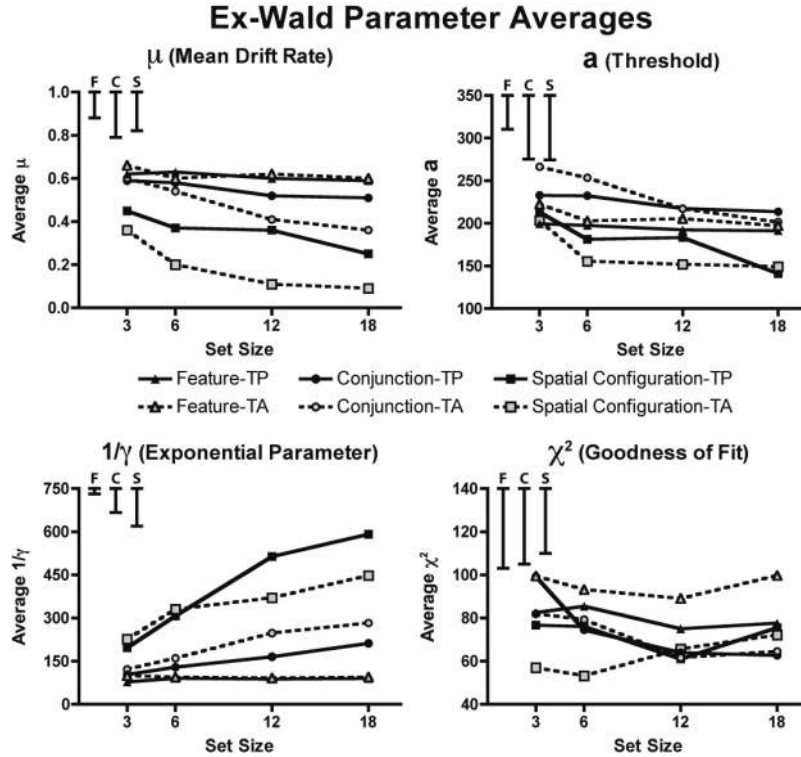 Ex-Wald Parameter Averages
μ (Mean Drift Rate)
F C S
1.0
0.8
0.6
0.4
0.2
0.0
Average μ
3 6 12 18
Set Size
a (Threshold)
F C S
350
300
250
200
150
100
Average a
3 6 12 18
Set Size
Feature-TP Conjunction-TP Spatial Configuration-TP
Feature-TA Conjunction-TA Spatial Configuration-TA
1/γ (Exponential Parameter)
F C S
750
600
450
300
150
0
Average 1/γ
3 6 12 18
Set Size
χ² (Goodness of Fit)
F C S
140
120
100
80
60
40
Average χ²
3 6 12 18
Set Size